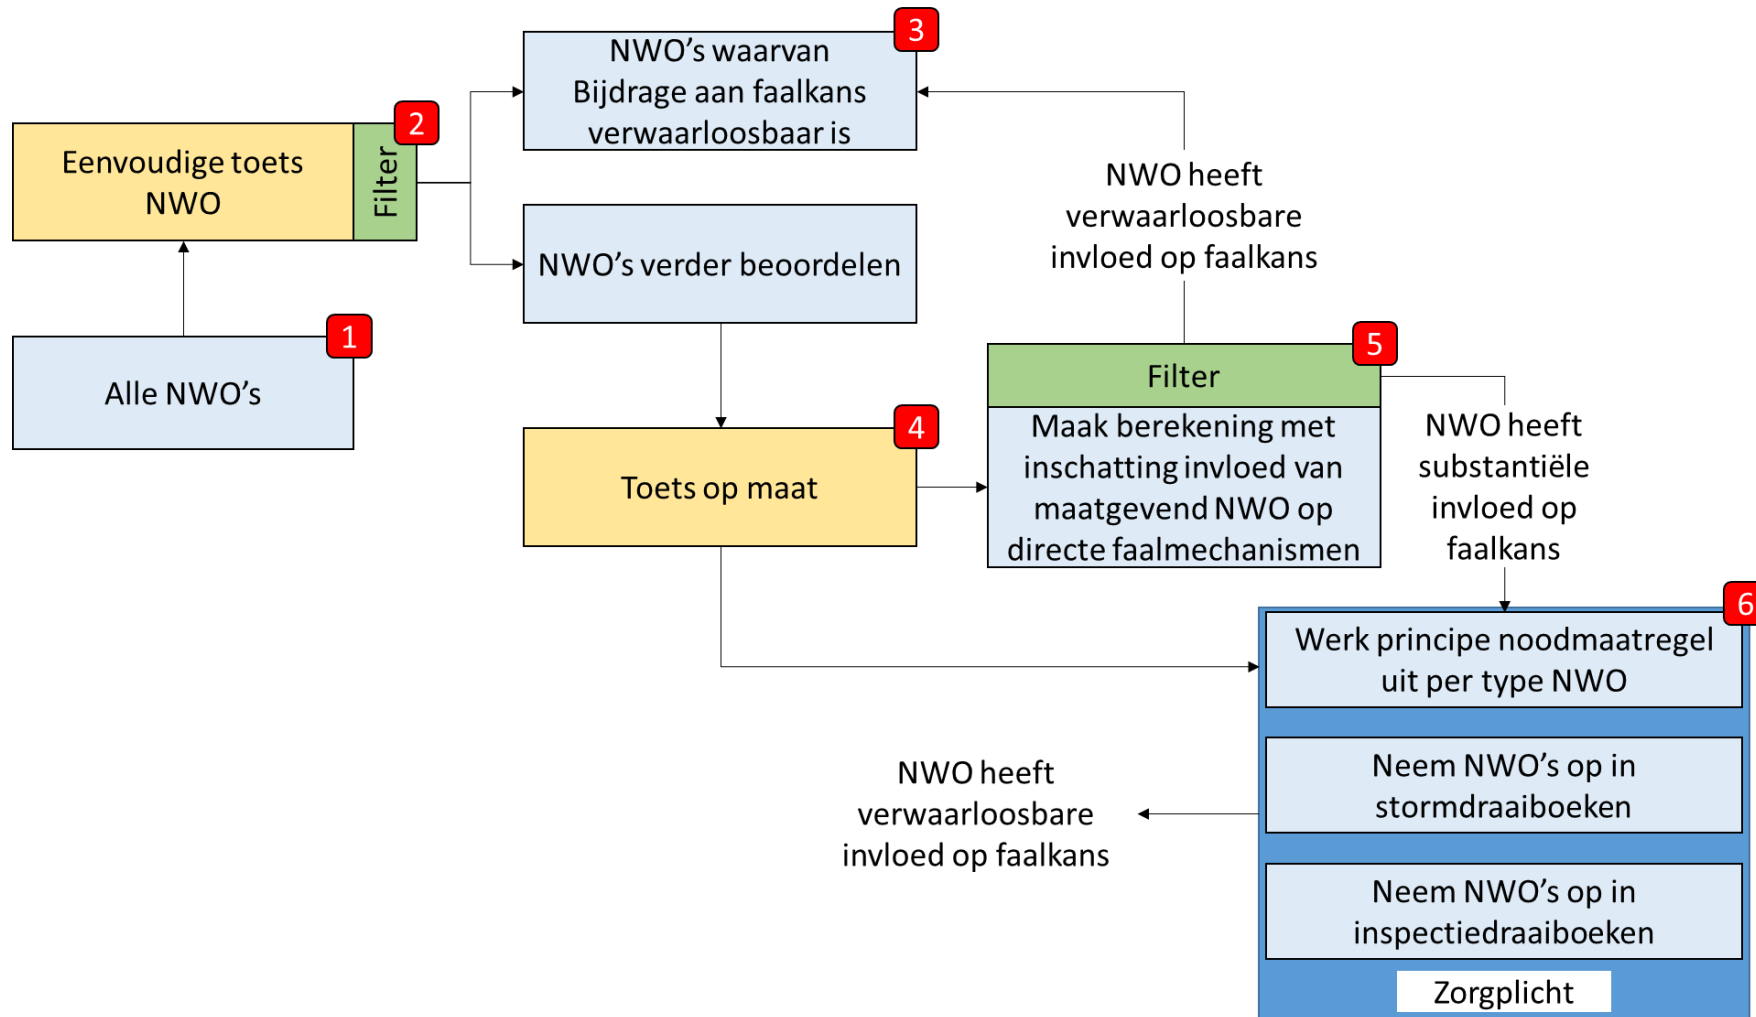 3
NWO's waarvan
Bijdrage aan faalkans
verwaarloosbaar is
2
Eenvoudige toets
NWO
Filter
NWO heeft
verwaarloosbare
invloed op faalkans
NWO's verder beoordelen
1
Alle NWO's
5
Filter
Maak berekening met
inschatting invloed van
maatgevend NWO op
directe faalmechanismen
4
Toets op maat
NWO heeft
substantiële
invloed op
faalkans
6
Werk principe noodmaatregel
uit per type NWO
Neem NWO's op in
stormdraaiboeken
NWO heeft
verwaarloosbare
invloed op faalkans
Neem NWO's op in
inspectiedraaiboeken
Zorgplicht